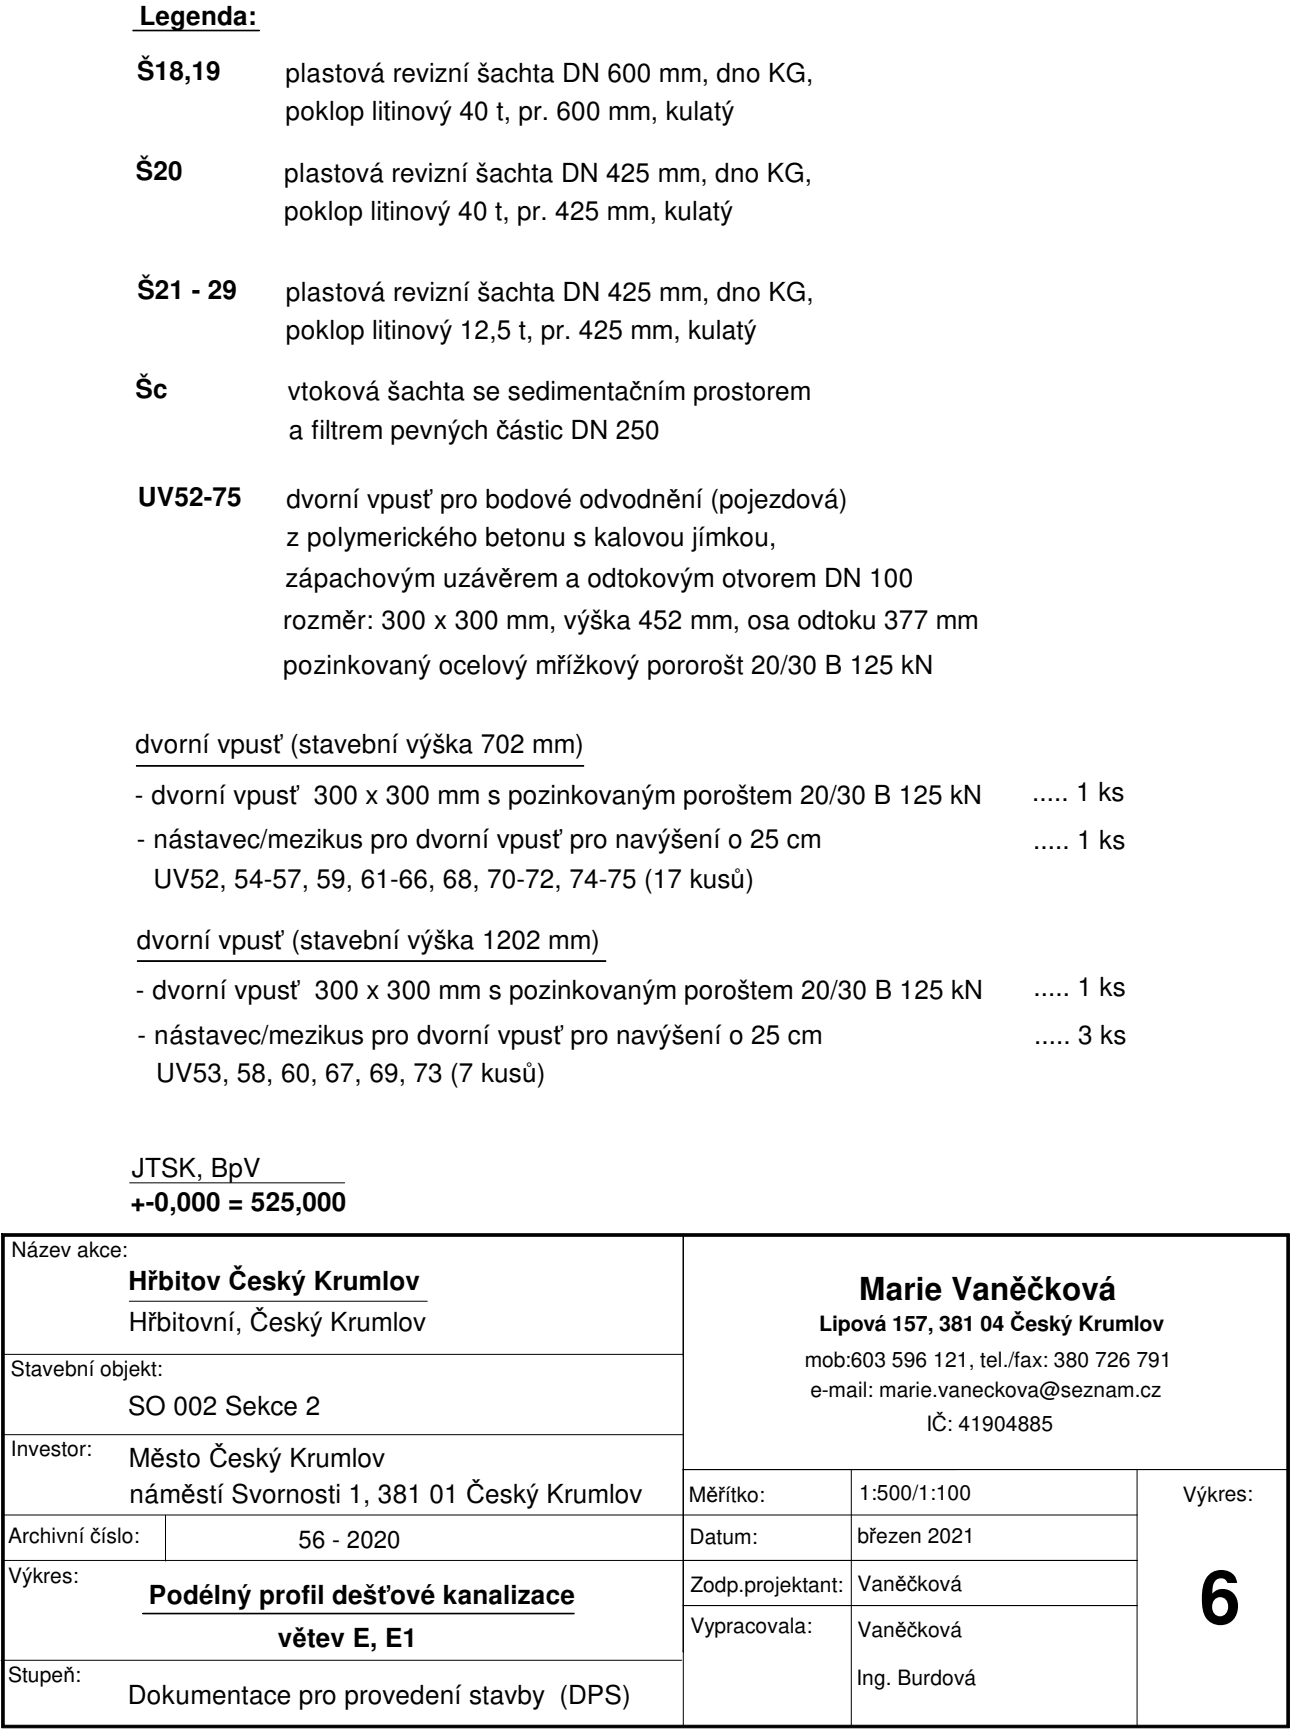 Legenda:
Š18,19 plastová revizní šachta DN 600 mm, dno KG,
poklop litinový 40 t, pr. 600 mm, kulatý
Š20 plastová revizní šachta DN 425 mm, dno KG,
poklop litinový 40 t, pr. 425 mm, kulatý
Š21 - 29 plastová revizní šachta DN 425 mm, dno KG,
poklop litinový 12,5 t, pr. 425 mm, kulatý
Šc vtoková šachta se sedimentačním prostorem
a filtrem pevných částic DN 250
UV52-75 dvorní vpusť pro bodové odvodnění (pojezdová)
z polymerického betonu s kalovou jímkou,
zápachovým uzávěrem a odtokovým otvorem DN 100
rozměr: 300 x 300 mm, výška 452 mm, osa odtoku 377 mm
pozinkovaný ocelový mřížkový pororošt 20/30 B 125 kN
dvorní vpusť (stavební výška 702 mm)
- dvorní vpusť 300 x 300 mm s pozinkovaným poroštem 20/30 B 125 kN ..... 1 ks
- nástavec/mezikus pro dvorní vpusť pro navýšení o 25 cm ..... 1 ks
UV52, 54-57, 59, 61-66, 68, 70-72, 74-75 (17 kusů)
dvorní vpusť (stavební výška 1202 mm)
- dvorní vpusť 300 x 300 mm s pozinkovaným poroštem 20/30 B 125 kN ..... 1 ks
- nástavec/mezikus pro dvorní vpusť pro navýšení o 25 cm ..... 3 ks
UV53, 58, 60, 67, 69, 73 (7 kusů)
JTSK, BpV
+-0,000 = 525,000
Název akce:
Hřbitov Český Krumlov
Hřbitovní, Český Krumlov
Stavební objekt:
SO 002 Sekce 2
Investor: Město Český Krumlov
náměstí Svornosti 1, 381 01 Český Krumlov
Archivní číslo: 56 - 2020
Výkres:
Podélný profil dešťové kanalizace
větev E, E1
Stupeň:
Dokumentace pro provedení stavby (DPS)
Marie Vaněčková
Lipová 157, 381 04 Český Krumlov
mob:603 596 121, tel./fax: 380 726 791
e-mail: marie.vaneckova@seznam.cz
IČ: 41904885
Měřítko: 1:500/1:100
Datum: březen 2021
Zodp.projektant: Vaněčková
Vypracovala: Vaněčková
Ing. Burdová
Výkres:
6